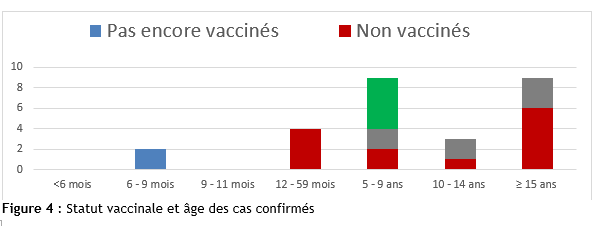 Pas encore vaccinés Non vaccinés
10
8
6
4
2
0
<6 mois 6 - 9 mois 9 - 11 mois 12 - 59 mois 5 - 9 ans 10 - 14 ans ≥ 15 ans
Figure 4 : Statut vaccinale et âge des cas confirmés